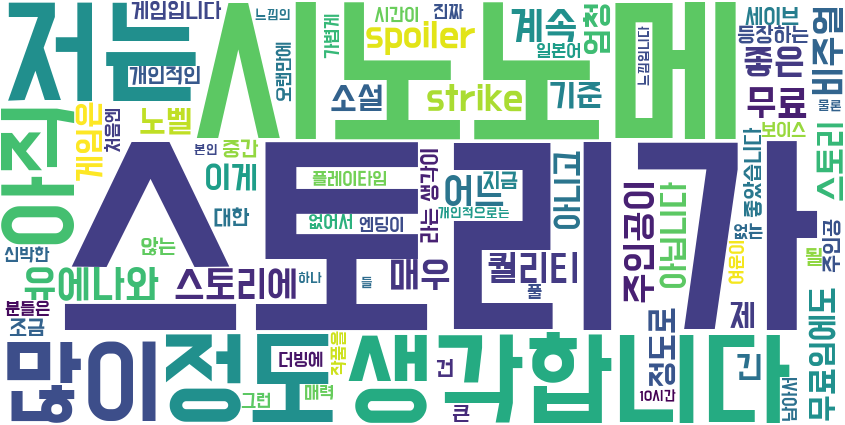 게임입니다
느낌의
시간이
진짜
세이브
저는
시노노메
spoiler
계속
엄청
등장하는
좋은
비주얼
개인적인
오랜만에
가볍게
일본어
느낌입니다
무료
물론
소설
strike
기준
아직
게임은
처음엔
노벨
본인
중간
보이스
스토리
스토리가
이게
플레이타임
생각이
라는
어느
지금
아니고
좋았습니다
대한
개인적으로는
주인공이
아닙니다
신박한
않는
없어서
엔딩이
여운이
될
주인공
유에나와
스토리에
하나
들
매우
퀄리티
풀
분들은
조금
제
무료임에도
많이
정도
생각합니다
더빙에
작품을
건
정도로
긴
그런
매력
큰
10시간